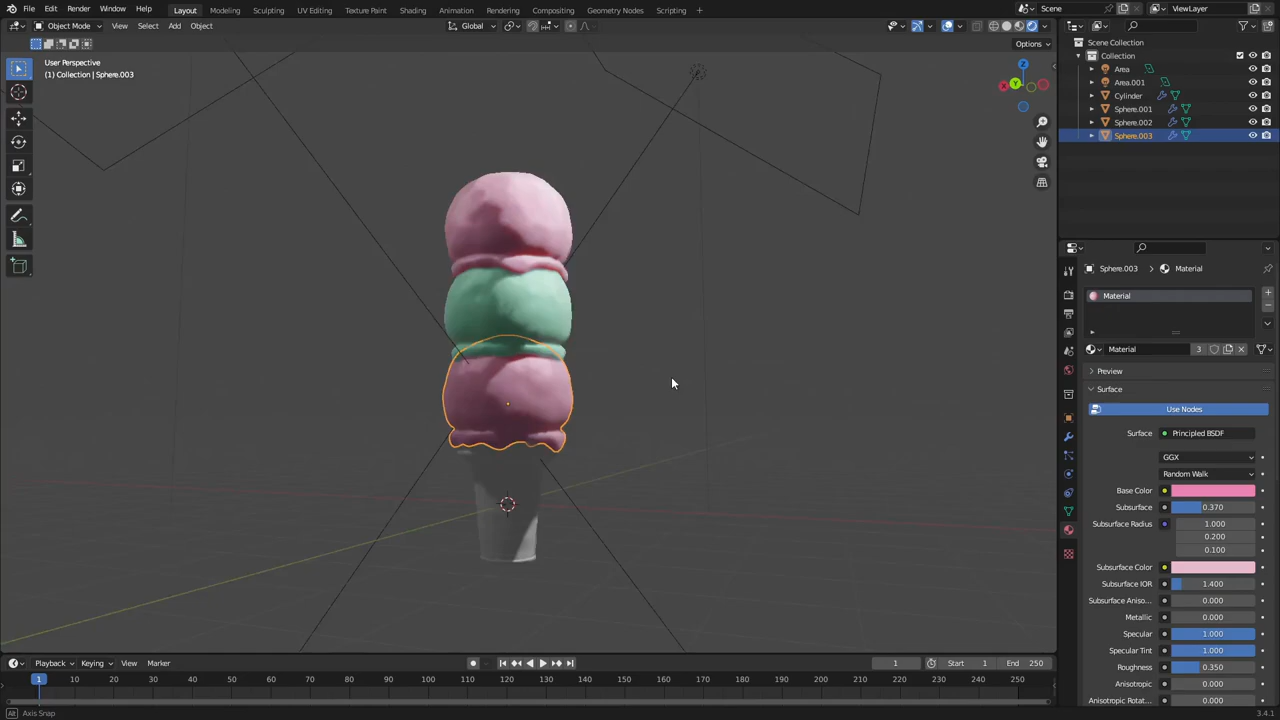 File Edit Render Window Help Layout Modeling Sculpting UV Editing Texture Paint Shading Animation Rendering Compositing Geometry Nodes Scripting Scene ViewLayer
Object Mode View Select Add Object Global
Options
User Perspective
(1) Collection | Sphere.003
X Y Z
Scene Collection
Collection
Area
Area.001
Cylinder
Sphere.001
Sphere.002
Sphere.003
Sphere.003 > Material
Material
Material 3
Preview
Surface
Use Nodes
Surface Principled BSDF
GGX
Random Walk
Base Color
Subsurface 0.370
Subsurface Radius 1.000
0.200
0.100
Subsurface Color
Subsurface IOR 1.400
Subsurface Aniso... 0.000
Metallic 0.000
Specular 1.000
Specular Tint 1.000
Roughness 0.350
Anisotropic 0.000
Anisotropic Rotat... 0.000
Playback Keying View Marker 1 Start 1 End 250
1 10 20 30 40 50 60 70 80 90 100 110 120 130 140 150 160 170 180 190 200 210 220 230 240 250
Axis Snap 3.4.1